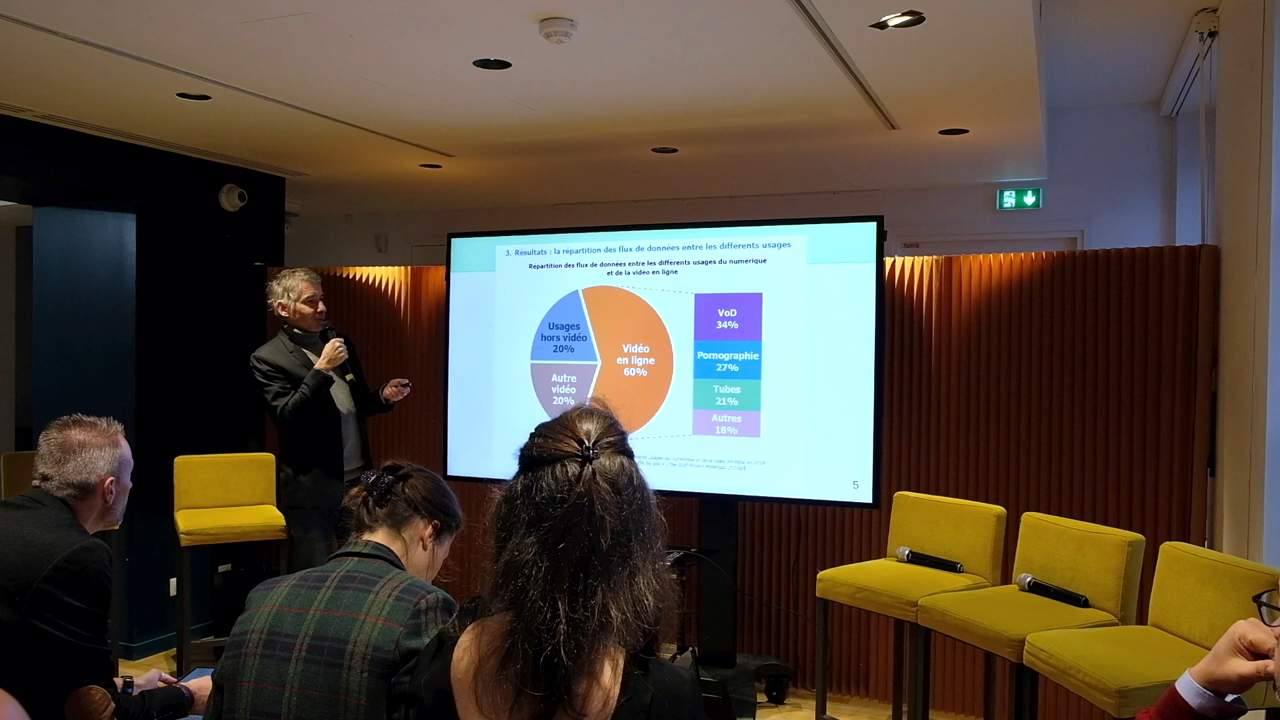 3. Résultats : la répartition des flux de données entre les différents usages
Répartition des flux de données entre les différents usages du numérique
et de la vidéo en ligne
Usages
hors vidéo
20%
Vidéo
en ligne
60%
Autre
vidéo
20%
VoD
34%
Pornographie
27%
Tubes
21%
Autres
18%
5